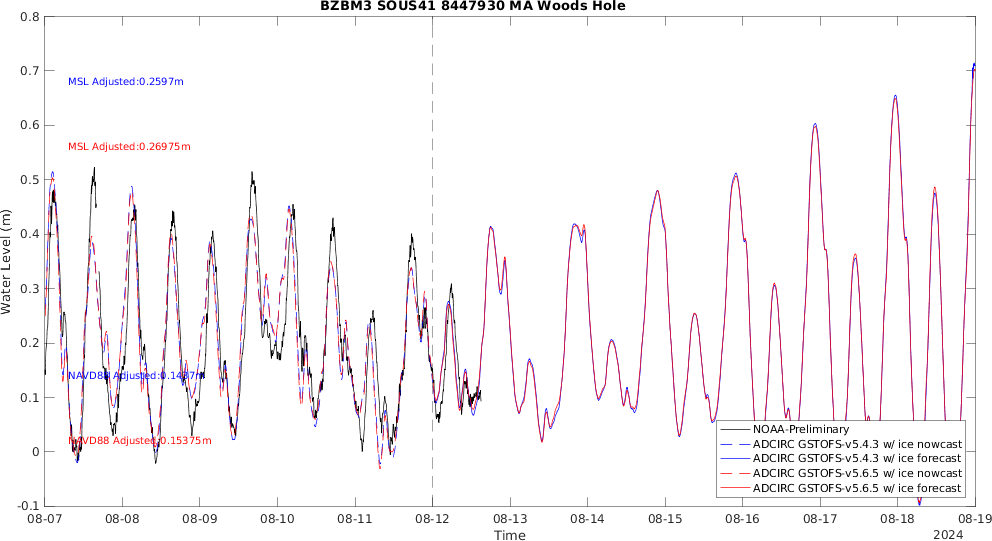 BZBM3 SOUS41 8447930 MA Woods Hole
0.8
0.7
0.6
0.5
0.4
0.3
0.2
0.1
0
-0.1
Water Level (m)
MSL Adjusted:0.2597m
MSL Adjusted:0.26975m
NAVD88 Adjusted:0.1437m
NAVD88 Adjusted:0.15375m
NOAA-Preliminary
ADCIRC GSTOFS-v5.4.3 w/ ice nowcast
ADCIRC GSTOFS-v5.4.3 w/ ice forecast
ADCIRC GSTOFS-v5.6.5 w/ ice nowcast
ADCIRC GSTOFS-v5.6.5 w/ ice forecast
08-07 08-08 08-09 08-10 08-11 08-12 08-13 08-14 08-15 08-16 08-17 08-18 08-19
Time
2024